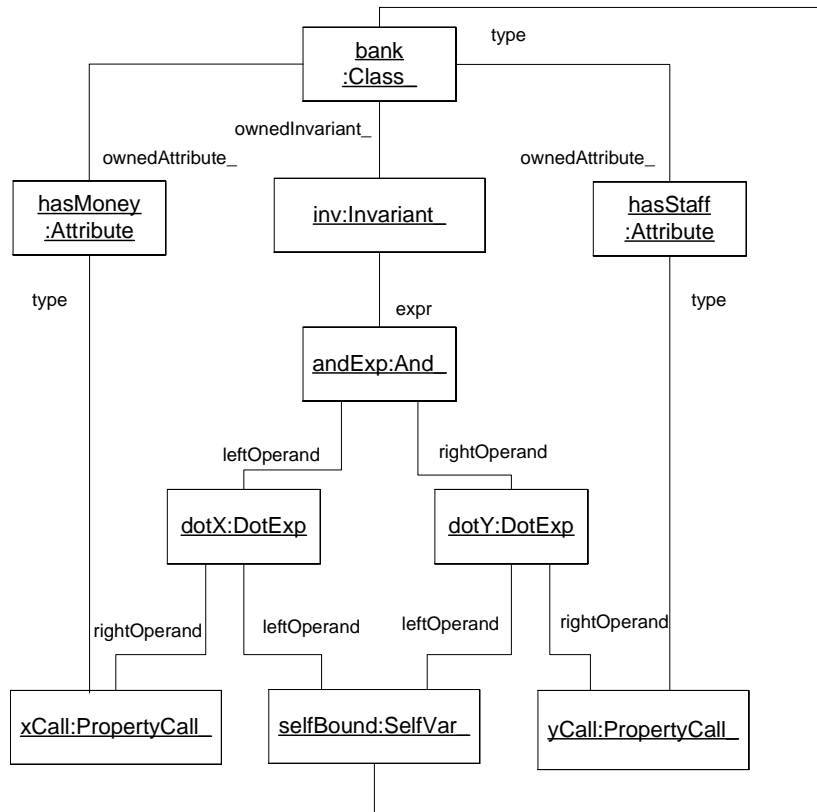 type
bank
:Class_
ownedInvariant_
ownedAttribute_
ownedAttribute_
hasMoney
:Attribute
inv:Invariant_
hasStaff
:Attribute
type
type
expr
andExp:And_
leftOperand
rightOperand
dotX:DotExp
dotY:DotExp
rightOperand
leftOperand
leftOperand
rightOperand
xCall:PropertyCall_
selfBound:SelfVar_
yCall:PropertyCall_